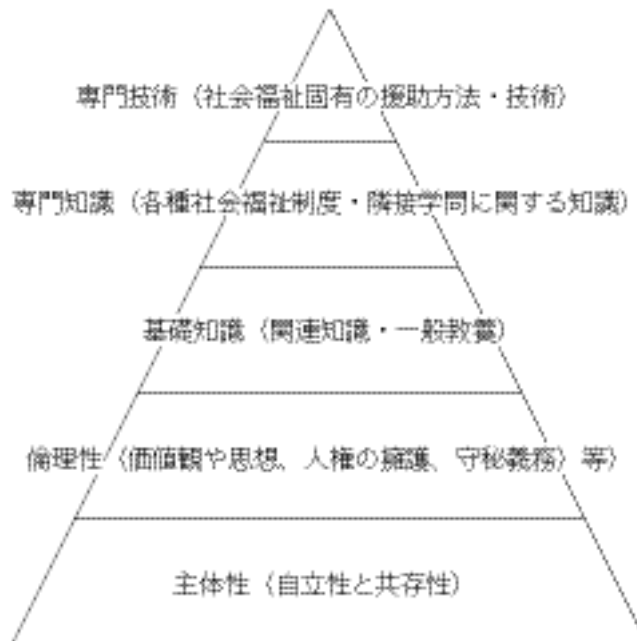 専門技術（社会福祉固有の援助方法・技術）
専門知識（各種社会福祉制度・隣接学問に関する知識）
基礎知識（関連知識・一般教養）
倫理性（価値観や思想、人権の擁護、守秘義務）等）
主体性（自立性と共存性）